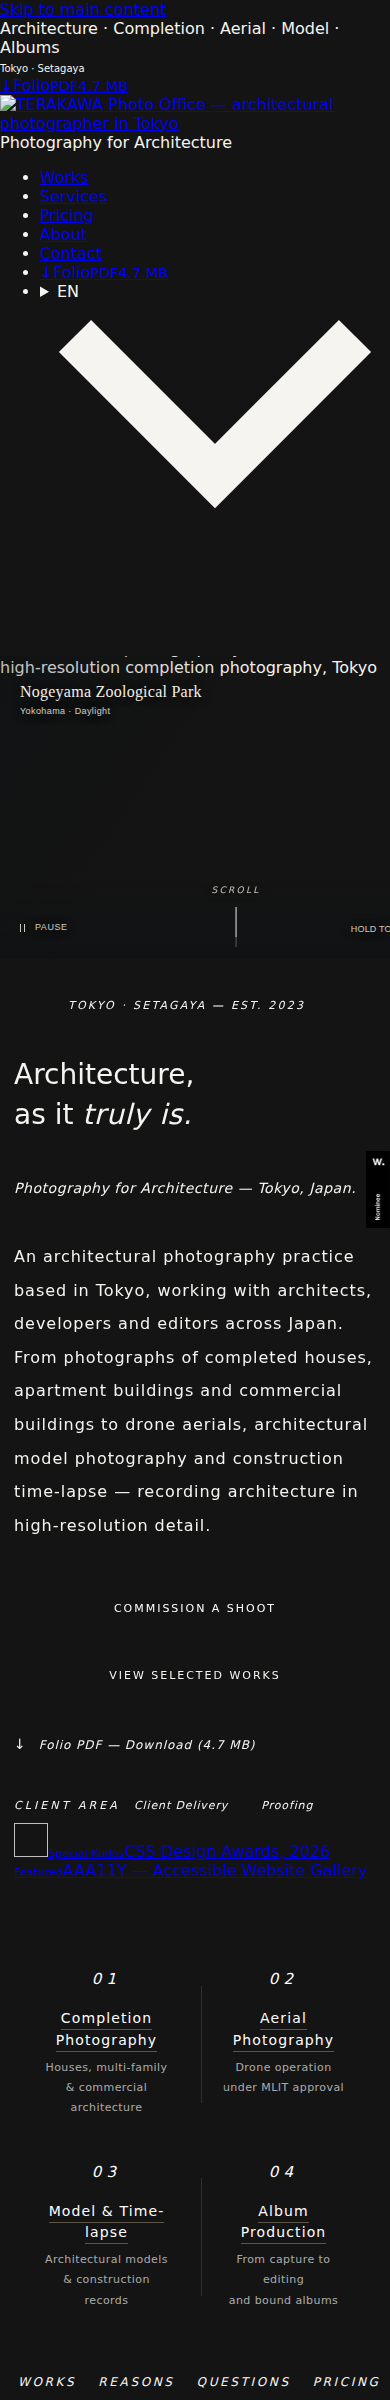 Skip to main content
Architecture · Completion · Aerial · Model ·
Albums
Tokyo · Setagaya
↓FolioPDF4.7 MB
TERAKAWA Photo Office — architectural
photographer in Tokyo
Photography for Architecture
Works
Services
Pricing
About
Contact
↓FolioPDF4.7 MB
EN
high-resolution completion photography, Tokyo
Nogeyama Zoological Park
Yokohama · Daylight
SCROLL
PAUSE
HOLD TO
TOKYO · SETAGAYA — EST. 2023
Architecture,
as it truly is.
W.
Nominee
Photography for Architecture — Tokyo, Japan.
An architectural photography practice
based in Tokyo, working with architects,
developers and editors across Japan.
From photographs of completed houses,
apartment buildings and commercial
buildings to drone aerials, architectural
model photography and construction
time-lapse — recording architecture in
high-resolution detail.
COMMISSION A SHOOT
VIEW SELECTED WORKS
↓ Folio PDF — Download (4.7 MB)
CLIENT AREA Client Delivery Proofing
Special Kudos CSS Design Awards, 2026
Featured AAA11Y — Accessible Website Gallery
01
Completion
Photography
Houses, multi-family
& commercial
architecture
02
Aerial
Photography
Drone operation
under MLIT approval
03
Model & Time-
lapse
Architectural models
& construction
records
04
Album
Production
From capture to
editing
and bound albums
WORKS REASONS QUESTIONS PRICING